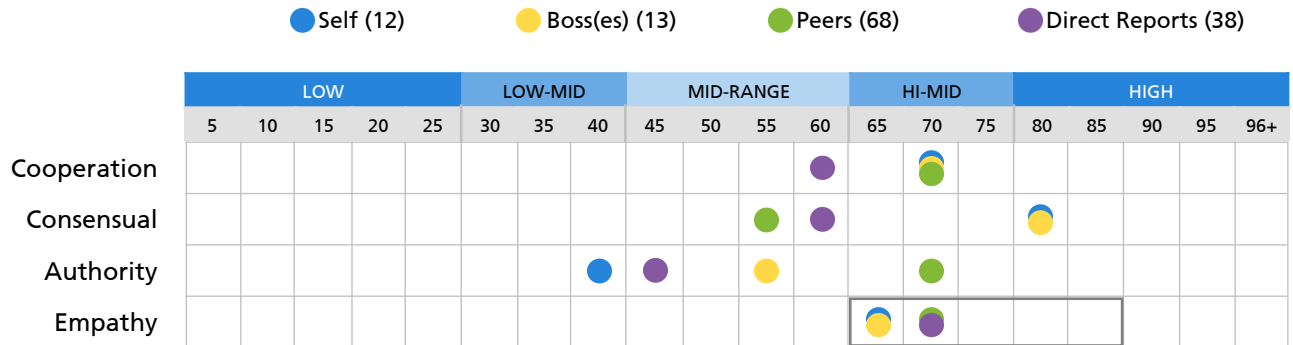 Self (12) Boss(es) (13) Peers (68) Direct Reports (38)
LOW LOW-MID MID-RANGE HI-MID HIGH
5 10 15 20 25 30 35 40 45 50 55 60 65 70 75 80 85 90 95 96+
Cooperation
Consensual
Authority
Empathy